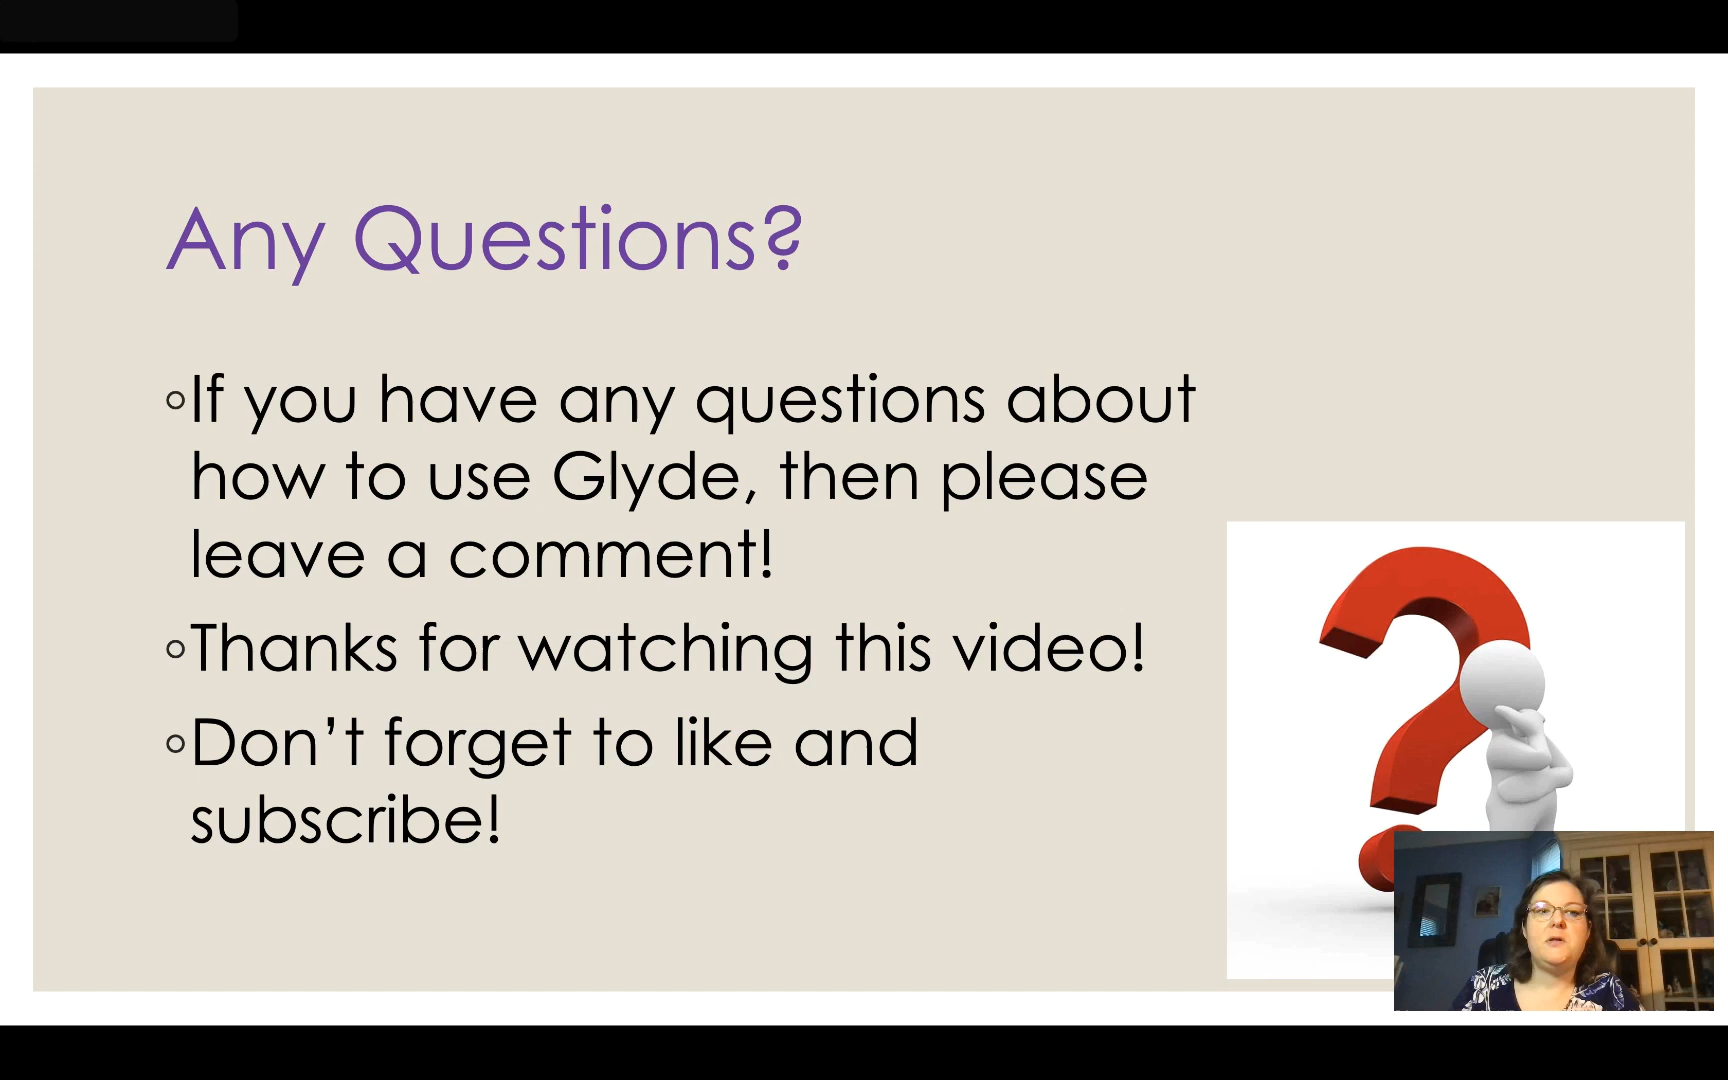 Any Questions?
◦If you have any questions about
how to use Glyde, then please
leave a comment!
◦Thanks for watching this video!
◦Don’t forget to like and
subscribe!